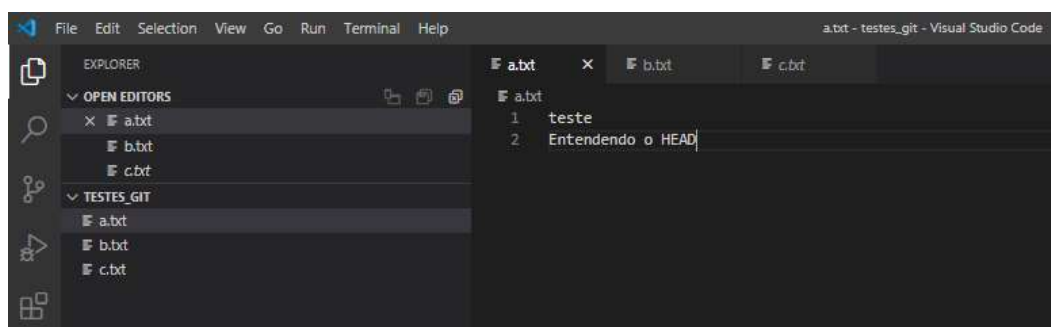 File Edit Selection View Go Run Terminal Help
a.txt - testes_git - Visual Studio Code
EXPLORER
OPEN EDITORS
a.txt
b.txt
c.txt
TESTES_GIT
a.txt
b.txt
c.txt
a.txt b.txt c.txt
a.txt
1 teste
2 Entendendo o HEAD